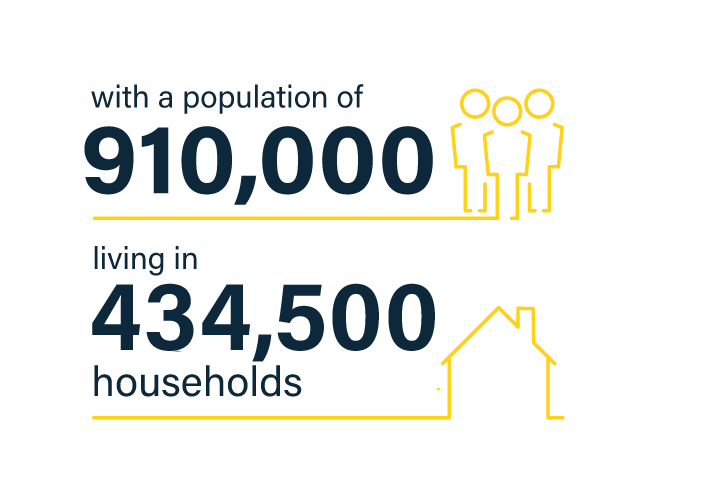 with a population of
910,000
living in
434,500
households